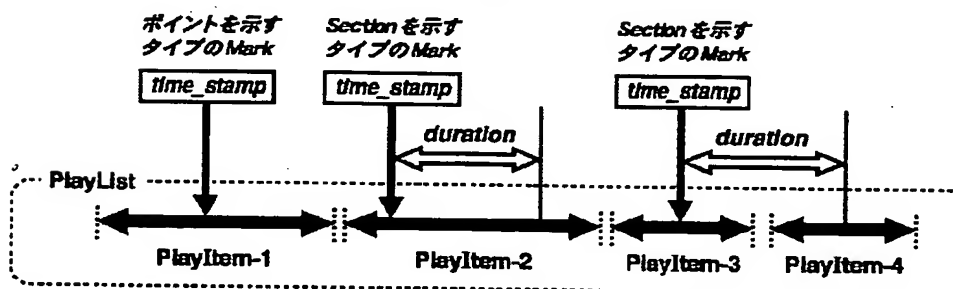 ポイントを示す
タイプのMark
time_stamp
Sectionを示す
タイプのMark
time_stamp
Sectionを示す
タイプのMark
time_stamp
duration
duration
PlayList
PlayItem-1
PlayItem-2
PlayItem-3
PlayItem-4